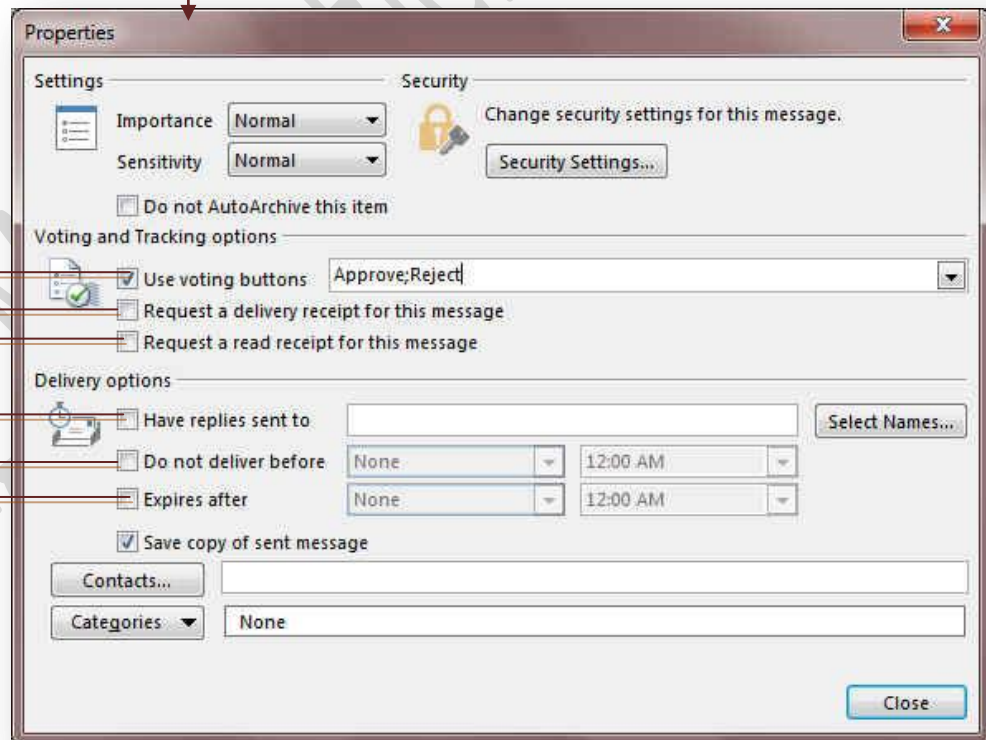 Properties
Settings
Security
Importance Normal
Change security settings for this message.
Sensitivity Normal
Security Settings...
Do not AutoArchive this item
Voting and Tracking options
Use voting buttons Approve;Reject
Request a delivery receipt for this message
Request a read receipt for this message
Delivery options
Have replies sent to
Select Names...
Do not deliver before None 12:00 AM
Expires after None 12:00 AM
Save copy of sent message
Contacts...
Categories None
Close